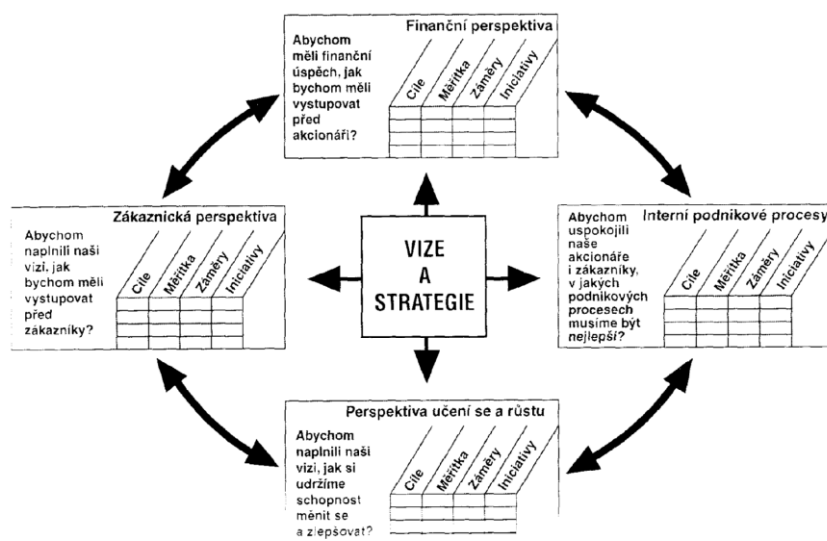 Finanční perspektiva
Abychom
měli finanční
úspěch, jak
bychom měli
vystupovat
před
akcionáři?
Cíle
Měřítka
Záměry
Iniciativy
Zákaznická perspektiva
Abychom
naplnili naši
vizi, jak
bychom měli
vystupovat
před
zákazníky?
Cíle
Měřítka
Záměry
Iniciativy
VIZE
A
STRATEGIE
Interní podnikové procesy
Abychom
uspokojili
naše
akcionáře
i zákazníky,
v jakých
podnikových
procesech
musíme být
nejlepší?
Cíle
Měřítka
Záměry
Iniciativy
Perspektiva učení se a růstu
Abychom
naplnili naši
vizi, jak si
udržíme
schopnost
měnit se
a zlepšovat?
Cíle
Měřítka
Záměry
Iniciativy